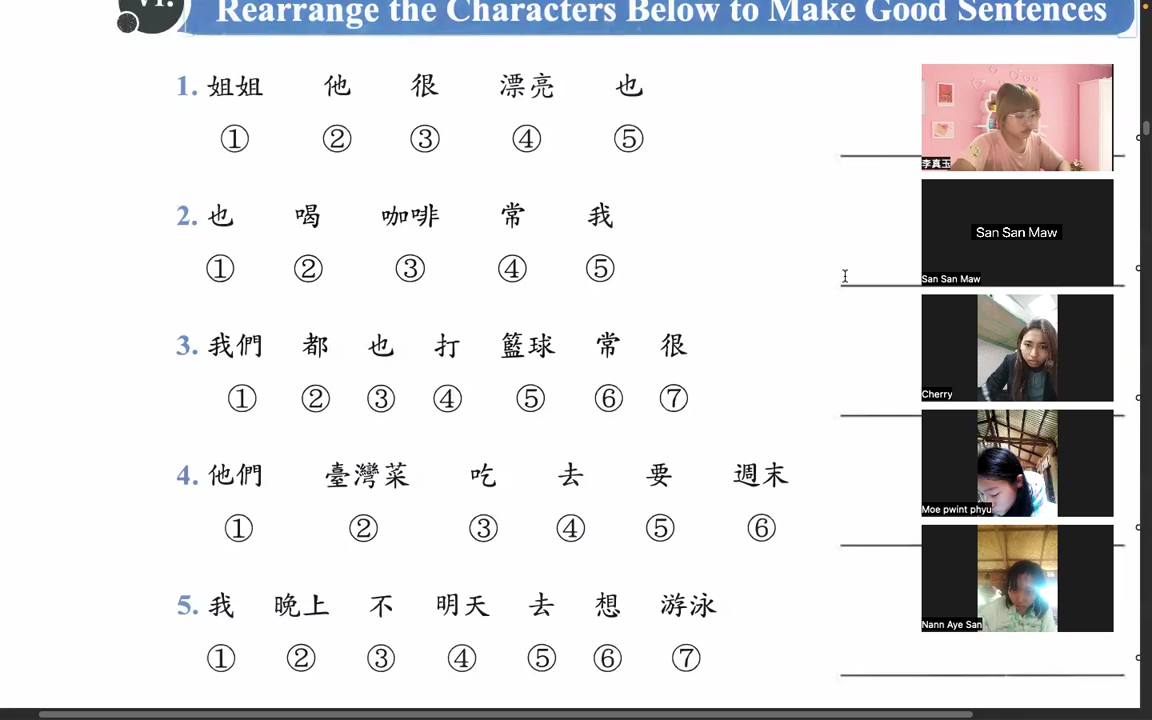 VI. Rearrange the Characters Below to Make Good Sentences
1. 姐姐 他 很 漂亮 也
① ② ③ ④ ⑤
李真玉
2. 也 喝 咖啡 常 我
San San Maw
① ② ③ ④ ⑤
San San Maw
3. 我們 都 也 打 籃球 常 很
① ② ③ ④ ⑤ ⑥ ⑦
Cherry
4. 他們 臺灣菜 吃 去 要 週末
① ② ③ ④ ⑤ ⑥
Moe pwint phyu
5. 我 晚上 不 明天 去 想 游泳
Nann Aye San
① ② ③ ④ ⑤ ⑥ ⑦